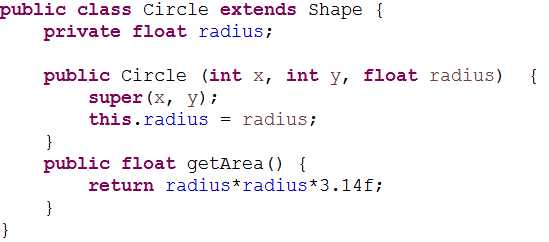 public class Circle extends Shape {
    private float radius;

    public Circle (int x, int y, float radius)  {
        super(x, y);
        this.radius = radius;
    }
    public float getArea() {
        return radius*radius*3.14f;
    }
}